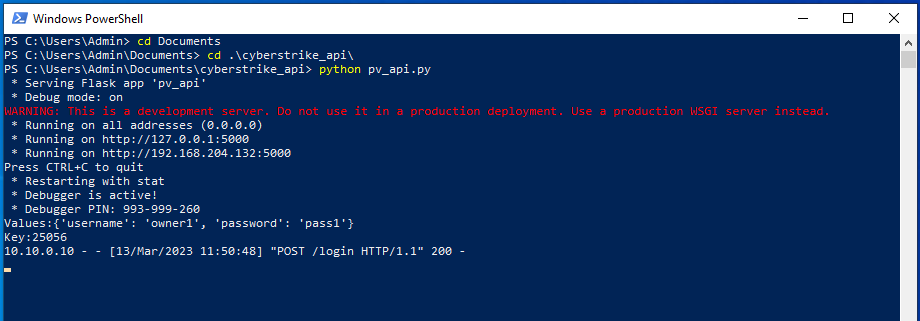 Windows PowerShell
PS C:\Users\Admin> cd Documents
PS C:\Users\Admin\Documents> cd .\cyberstrike_api\
PS C:\Users\Admin\Documents\cyberstrike_api> python pv_api.py
 * Serving Flask app 'pv_api'
 * Debug mode: on
WARNING: This is a development server. Do not use it in a production deployment. Use a production WSGI server instead.
 * Running on all addresses (0.0.0.0)
 * Running on http://127.0.0.1:5000
 * Running on http://192.168.204.132:5000
Press CTRL+C to quit
 * Restarting with stat
 * Debugger is active!
 * Debugger PIN: 993-999-260
Values:{'username': 'owner1', 'password': 'pass1'}
Key:25056
10.10.0.10 - - [13/Mar/2023 11:50:48] "POST /login HTTP/1.1" 200 -